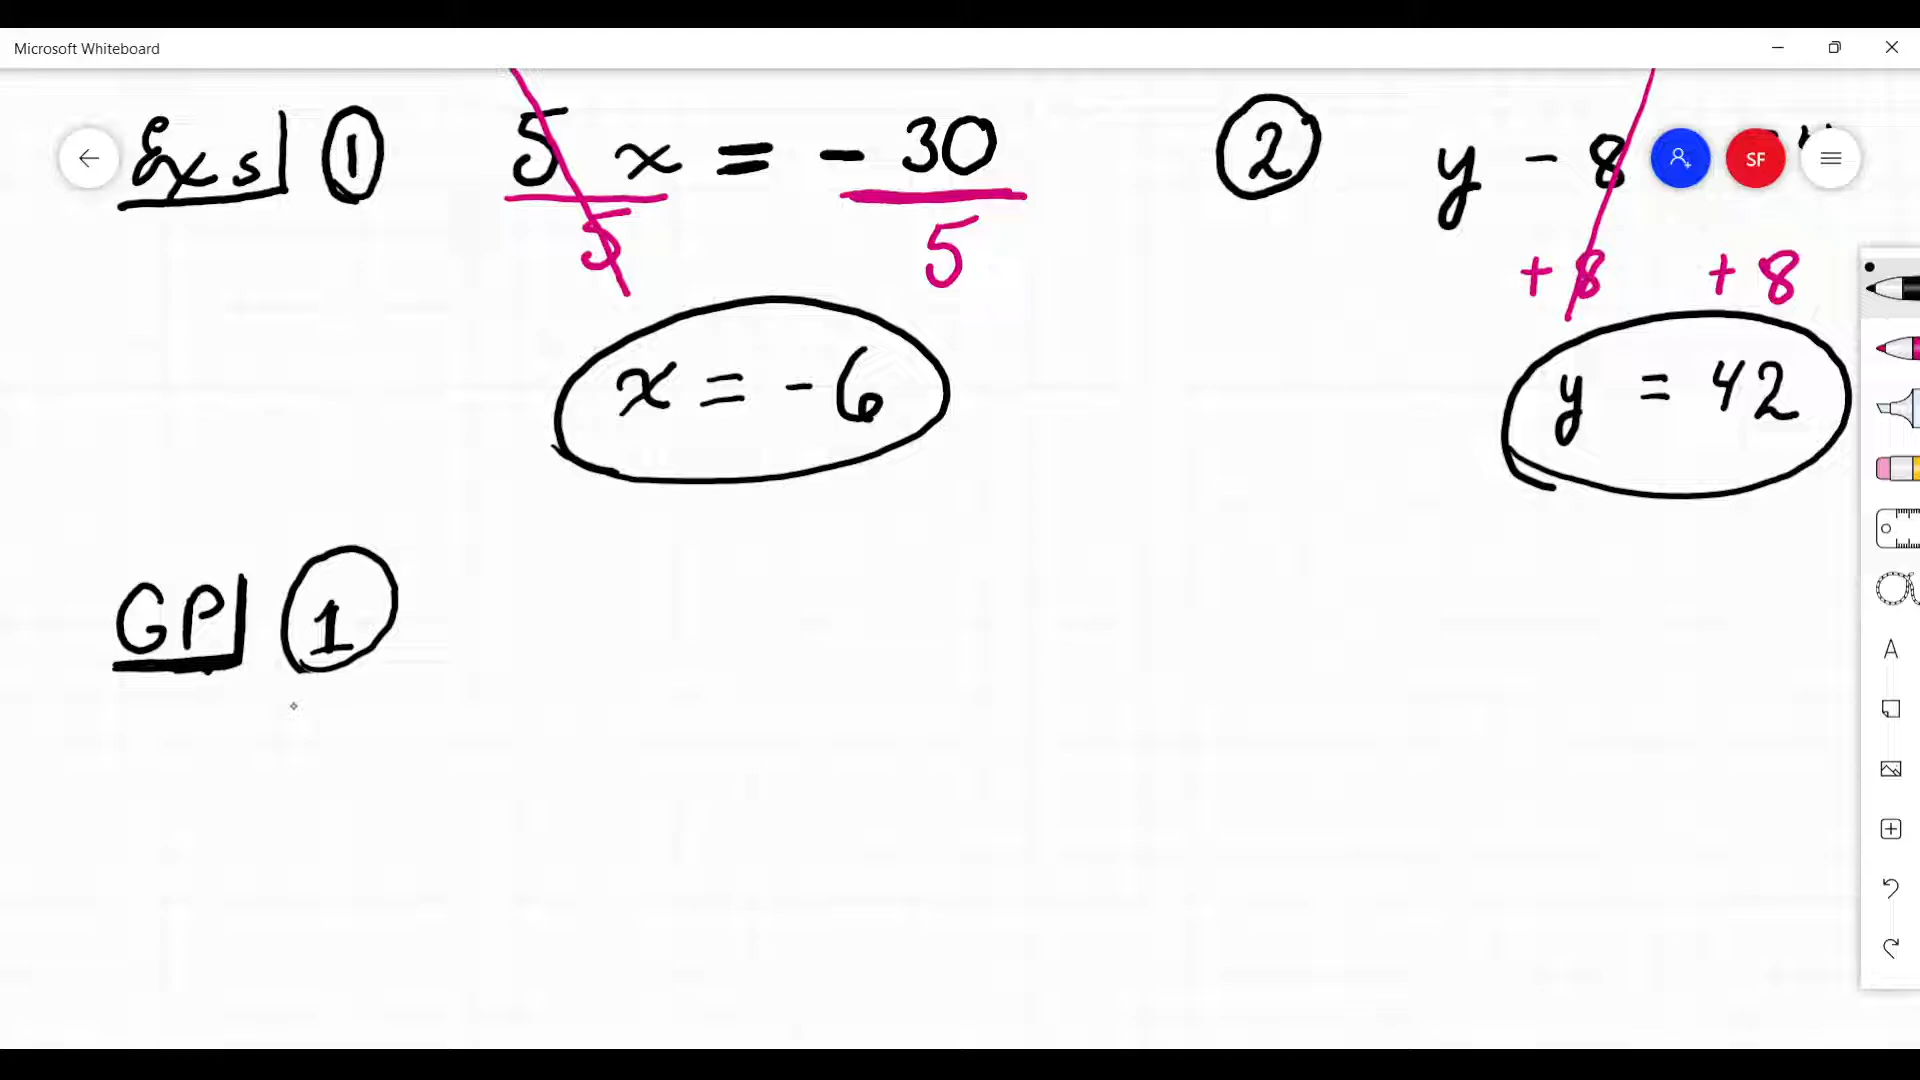 Microsoft Whiteboard
Exs ① 5 x = - 30
5 5
x = - 6
② y - 8
+ 8 + 8
y = 42
SF
A
GP ①